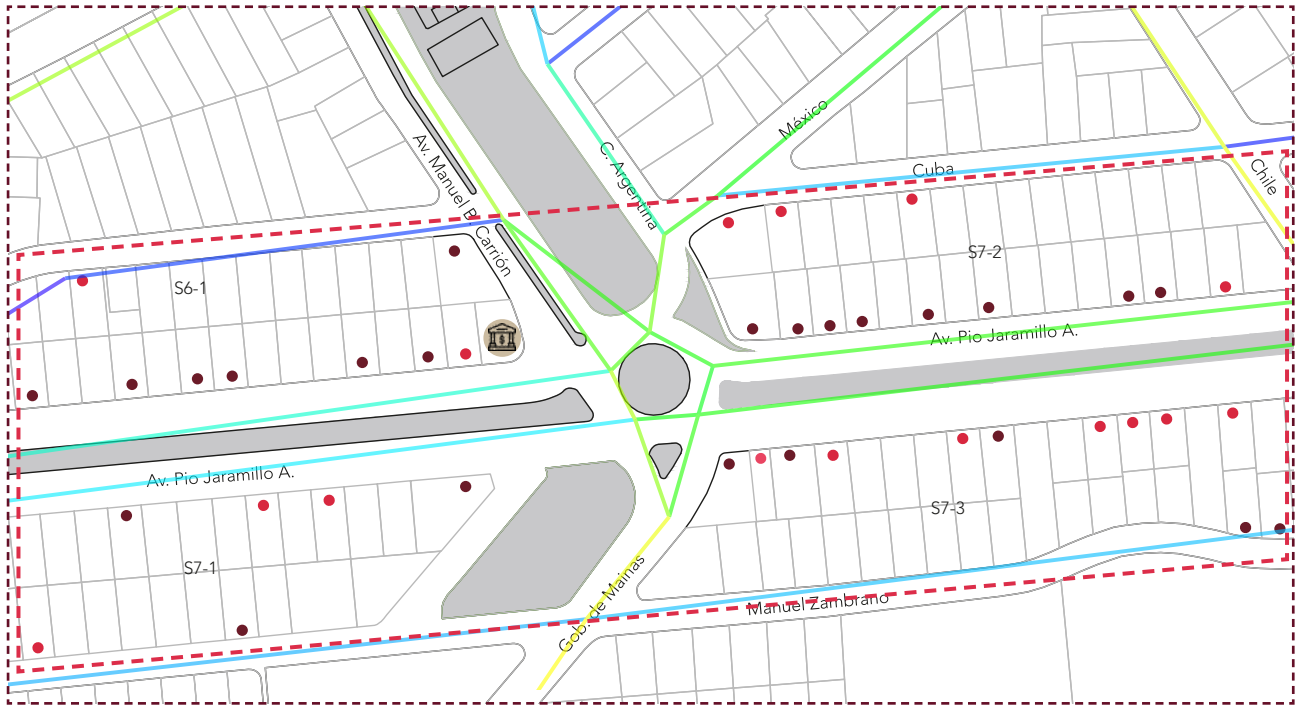 México
C. Argentina
Av. Manuel B. Carrión
Cuba
Chile
S7-2
S6-1
Av. Pio Jaramillo A.
Av. Pio Jaramillo A.
S7-3
S7-1
Gob. de Mainas
Manuel Zambrano